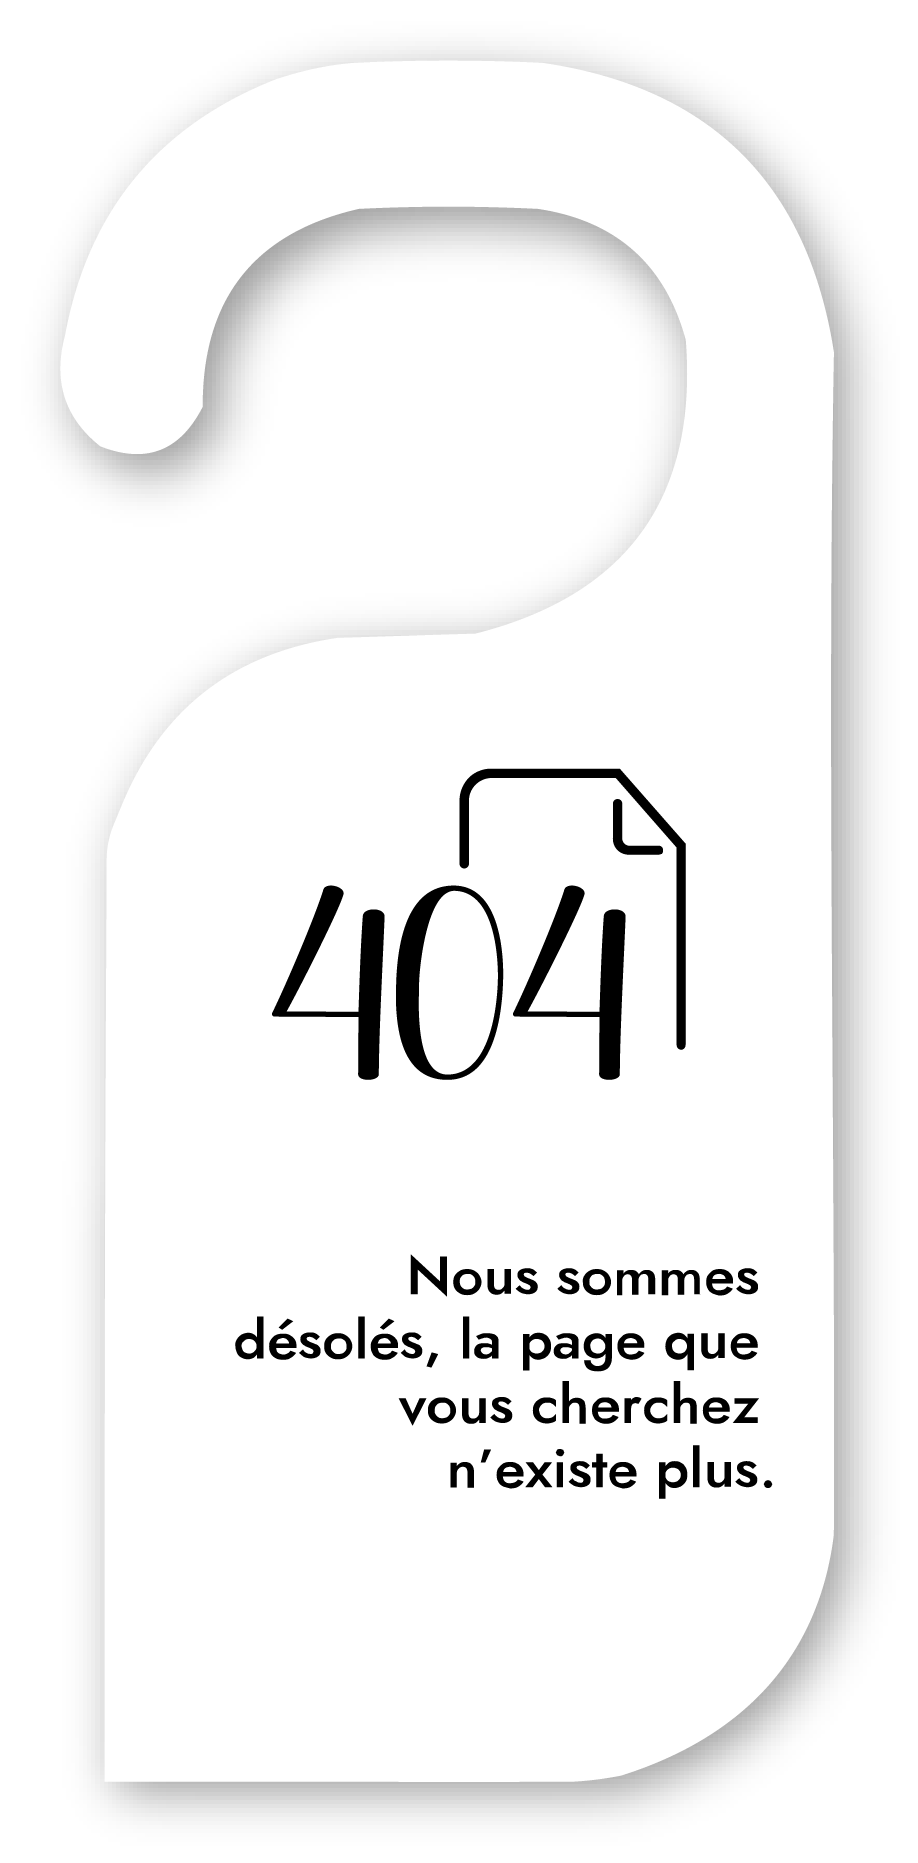 404
Nous sommes
désolés, la page que
vous cherchez
n’existe plus.